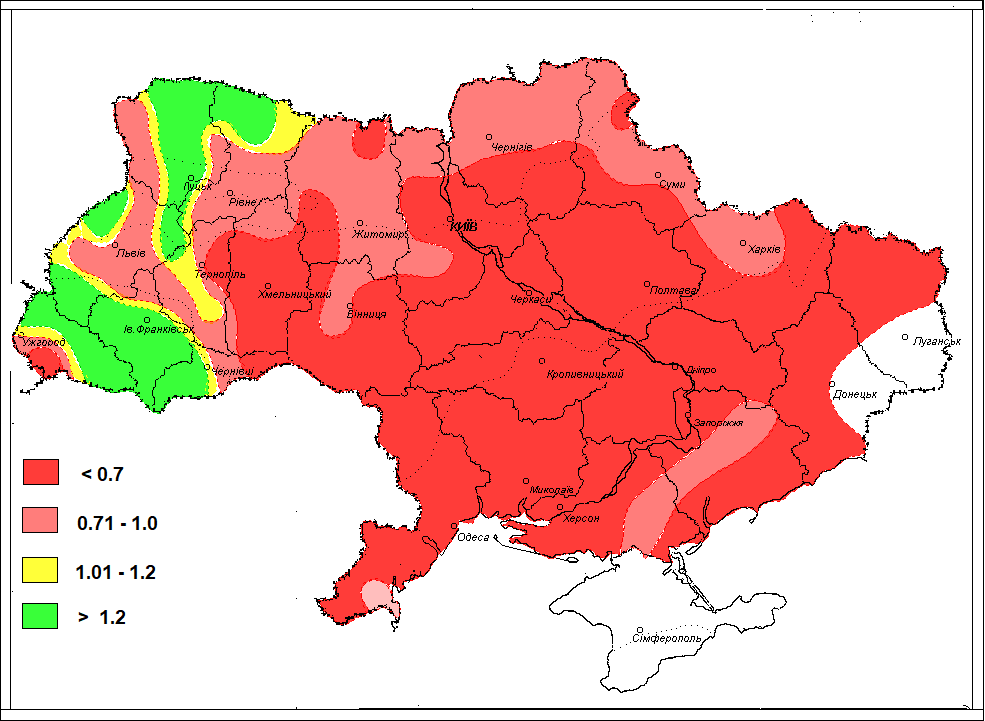 Чернігів
Суми
Луцьк
Рівне
Житомир
КИЇВ
Львів
Харків
Тернопіль
Хмельницький
Полтава
Черкаси
Вінниця
Ів.Франківськ
Ужгород
Луганськ
Чернівці
Кропивницький
Дніпро
Донецьк
Запоріжжя
< 0.7
Миколаїв
0.71 - 1.0
Херсон
Одеса
1.01 - 1.2
> 1.2
Сімферополь